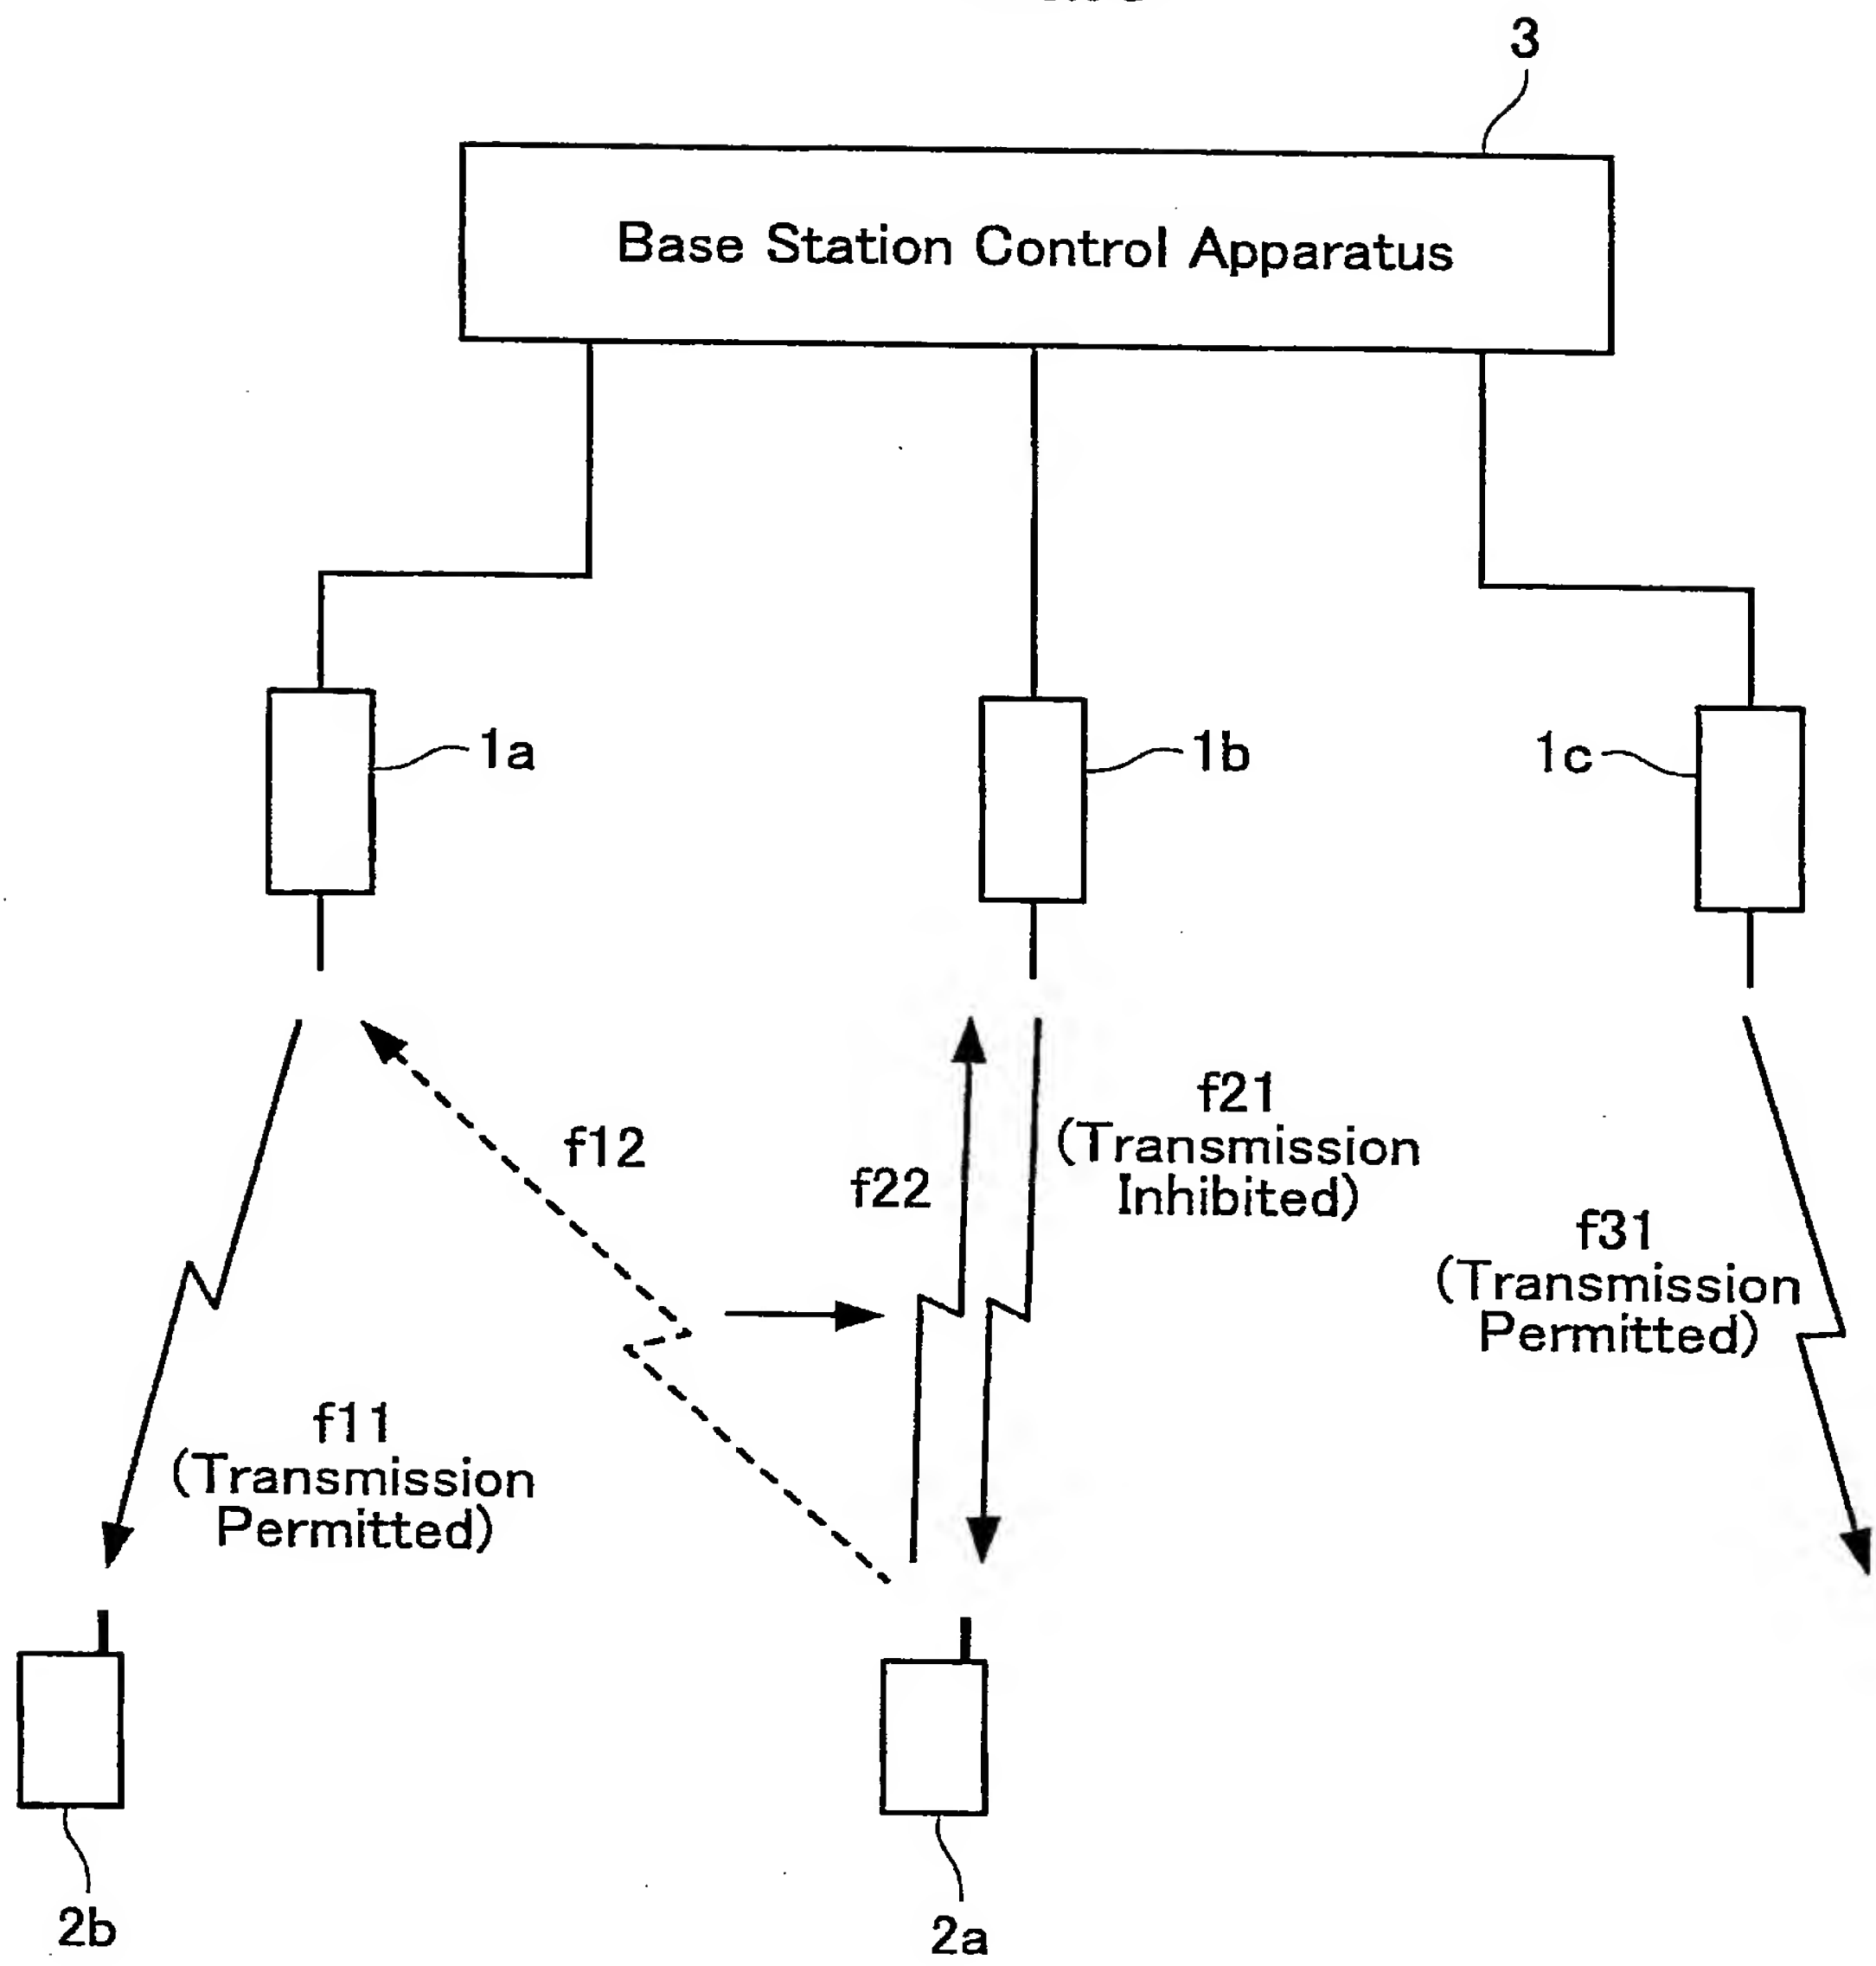 3
Base Station Control Apparatus
1a
1b
1c
f12
f22
f21
(Transmission
Inhibited)
f31
(Transmission
Permitted)
f11
(Transmission
Permitted)
2b
2a